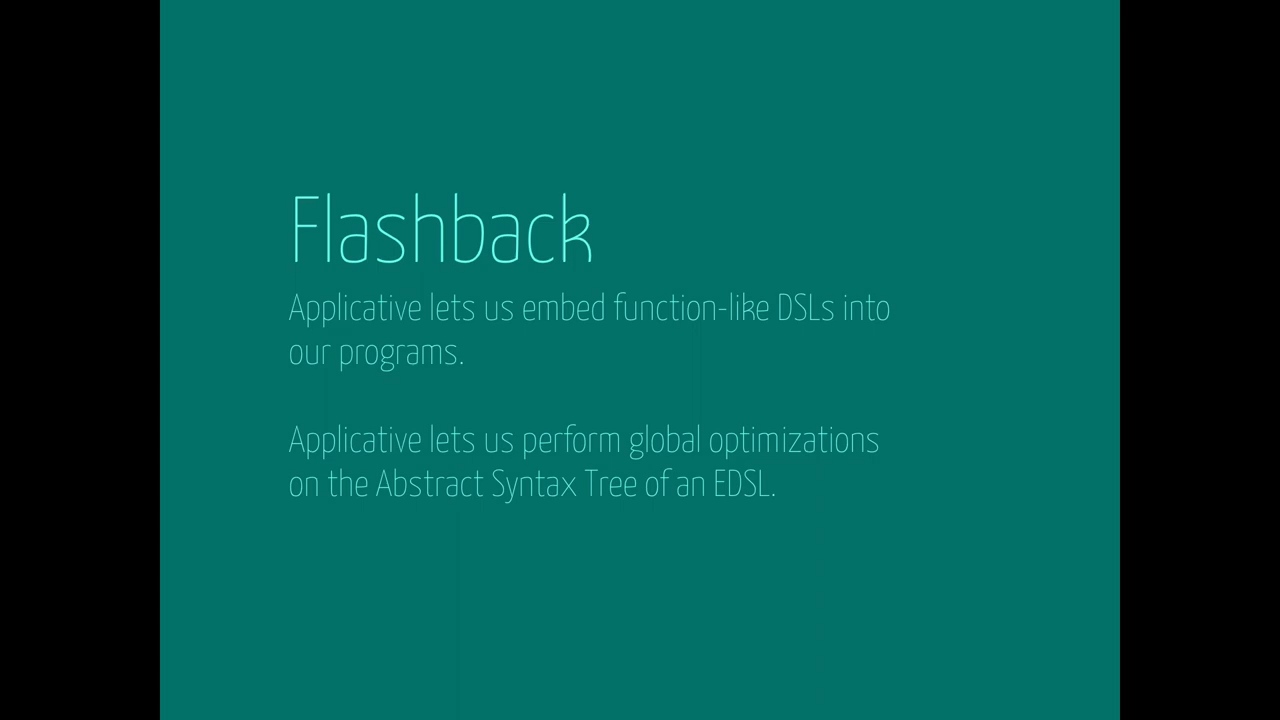 Flashback
Applicative lets us embed function-like DSLs into
our programs.
Applicative lets us perform global optimizations
on the Abstract Syntax Tree of an EDSL.